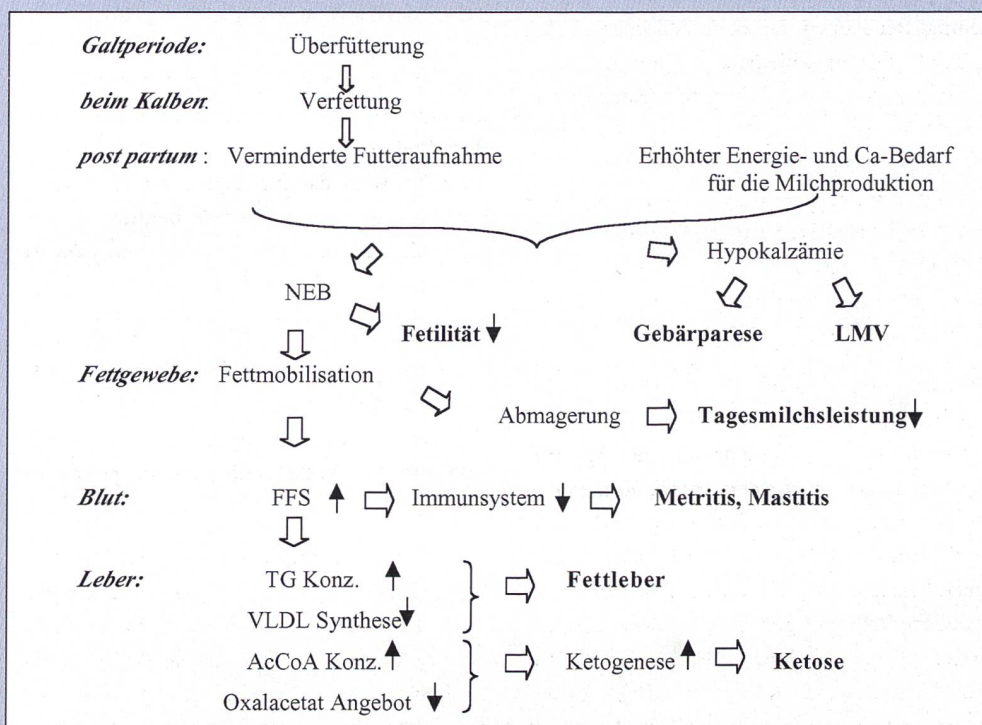 Galtperiode: Überfütterung
beim Kalben: Verfettung
post partum : Verminderte Futteraufnahme Erhöhter Energie- und Ca-Bedarf
für die Milchproduktion
Hypokalzämie
NEB
Fetilität Gebärparese LMV
Fettgewebe: Fettmobilisation
Abmagerung Tagesmilchsleistung
Blut: FFS Immunsystem Metritis, Mastitis
Leber: TG Konz. Fettleber
VLDL Synthese
AcCoA Konz. Ketogenese Ketose
Oxalacetat Angebot